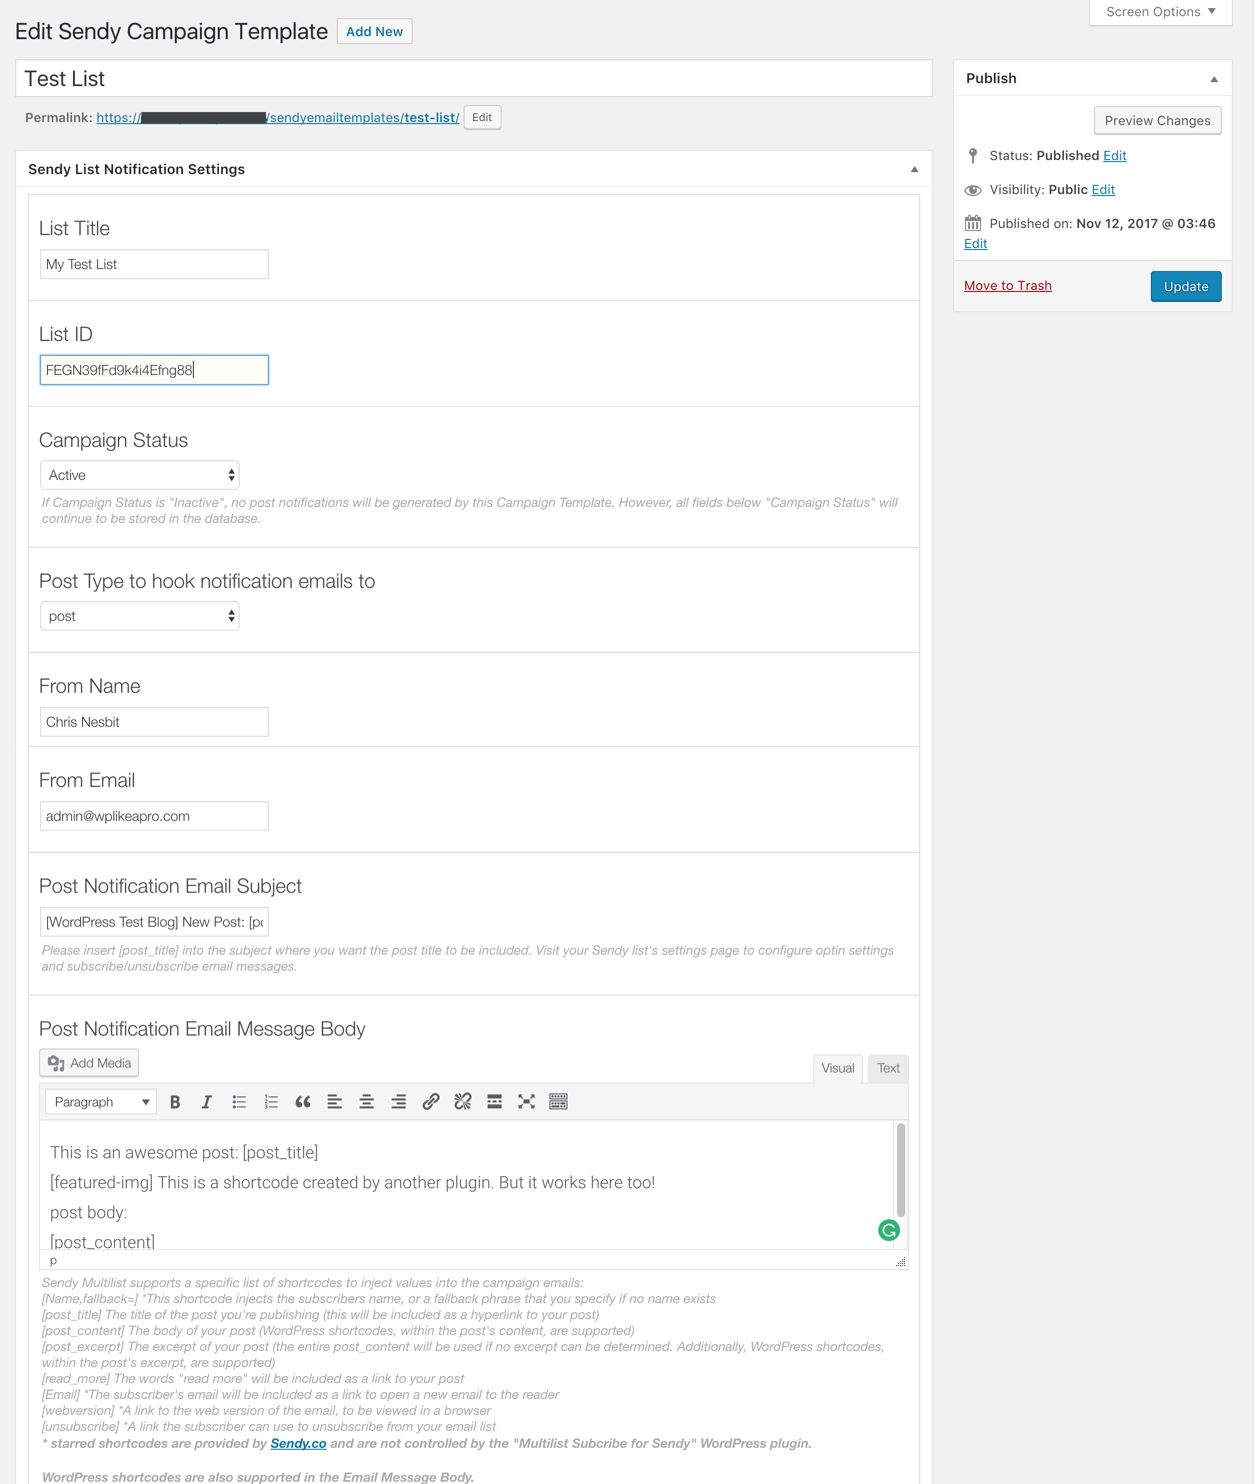 Screen Options ▼
Edit Sendy Campaign Template Add New
Test List
Permalink: https:// /sendyemailtemplates/test-list/ Edit
Sendy List Notification Settings
List Title
My Test List
List ID
FEGN39fFd9k4i4Efng88
Campaign Status
Active
If Campaign Status is "Inactive", no post notifications will be generated by this Campaign Template. However, all fields below "Campaign Status" will
continue to be stored in the database.
Post Type to hook notification emails to
post
From Name
Chris Nesbit
From Email
admin@wplikeapro.com
Post Notification Email Subject
[WordPress Test Blog] New Post: [po
Please insert [post_title] into the subject where you want the post title to be included. Visit your Sendy list's settings page to configure optin settings
and subscribe/unsubscribe email messages.
Post Notification Email Message Body
Add Media
Visual Text
Paragraph
This is an awesome post: [post_title]
[featured-img] This is a shortcode created by another plugin. But it works here too!
post body:
[post_content]
p
Sendy Multilist supports a specific list of shortcodes to inject values into the campaign emails:
[Name,fallback=] *This shortcode injects the subscribers name, or a fallback phrase that you specify if no name exists
[post_title] The title of the post you're publishing (this will be included as a hyperlink to your post)
[post_content] The body of your post (WordPress shortcodes, within the post's content, are supported)
[post_excerpt] The excerpt of your post (the entire post_content will be used if no excerpt can be determined. Additionally, WordPress shortcodes,
within the post's excerpt, are supported)
[read_more] The words "read more" will be included as a link to your post
[Email] *The subscriber's email will be included as a link to open a new email to the reader
[webversion] *A link to the web version of the email, to be viewed in a browser
[unsubscribe] *A link the subscriber can use to unsubscribe from your email list
* starred shortcodes are provided by Sendy.co and are not controlled by the "Multilist Subcribe for Sendy" WordPress plugin.
WordPress shortcodes are also supported in the Email Message Body.
Publish
Preview Changes
Status: Published Edit
Visibility: Public Edit
Published on: Nov 12, 2017 @ 03:46
Edit
Move to Trash Update